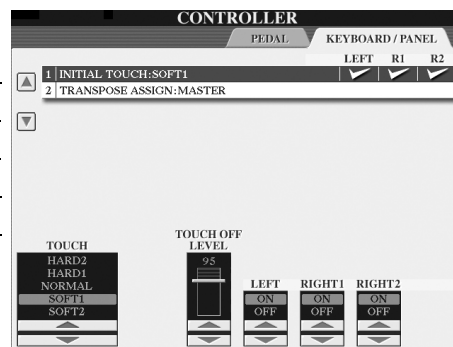 CONTROLLER
PEDAL KEYBOARD / PANEL
LEFT R1 R2
1 INITIAL TOUCH:SOFT1
2 TRANSPOSE ASSIGN:MASTER
TOUCH
HARD2
HARD1
NORMAL
SOFT1
SOFT2
TOUCH OFF
LEVEL
95
LEFT RIGHT1 RIGHT2
ON ON ON
OFF OFF OFF